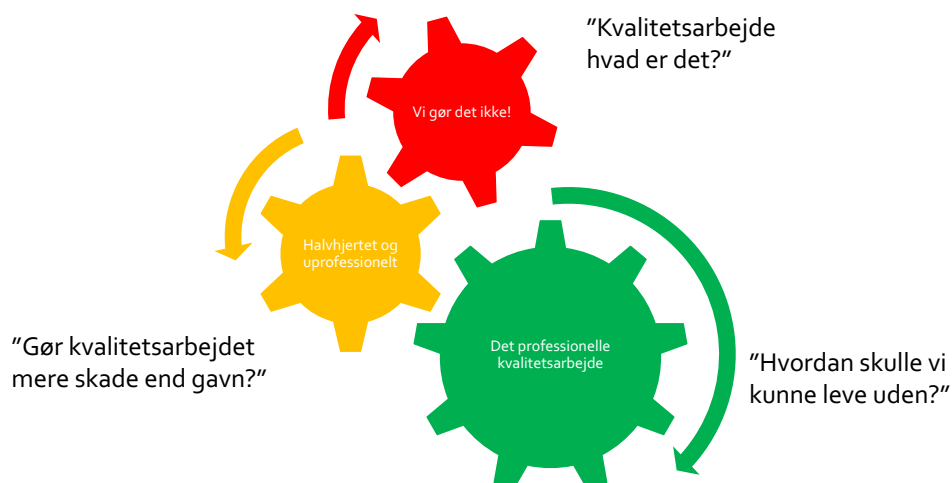 ”Kvalitetsarbejde
hvad er det?”
Vi gør det ikke!
Halvhjertet og
uprofessionelt
”Gør kvalitetsarbejdet
mere skade end gavn?”
Det professionelle
kvalitetsarbejde
”Hvordan skulle vi
kunne leve uden?”